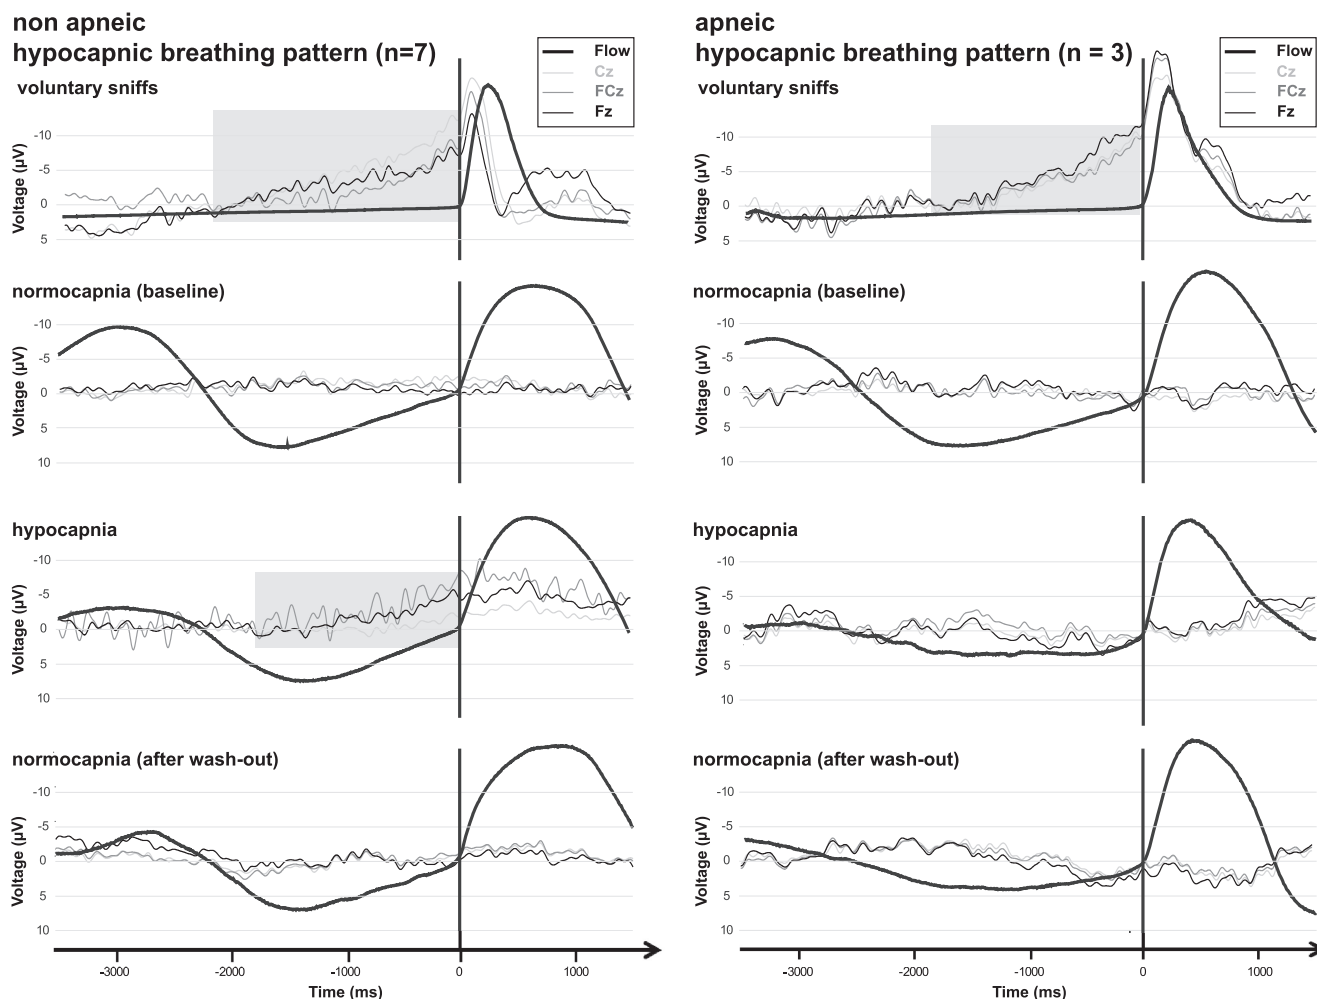 non apneic
hypocapnic breathing pattern (n=7)
voluntary sniffs
Flow
Cz
FCz
Fz
Voltage (µV)
-10
-5
0
5
normocapnia (baseline)
Voltage (µV)
-10
-5
0
5
10
hypocapnia
Voltage (µV)
-10
-5
0
5
10
normocapnia (after wash-out)
Voltage (µV)
-10
-5
0
5
10
-3000
-2000
-1000
0
1000
Time (ms)
apneic
hypocapnic breathing pattern (n = 3)
voluntary sniffs
Flow
Cz
FCz
Fz
Voltage (µV)
-10
-5
0
5
normocapnia (baseline)
Voltage (µV)
-10
-5
0
5
10
hypocapnia
Voltage (µV)
-10
-5
0
5
10
normocapnia (after wash-out)
Voltage (µV)
-10
-5
0
5
10
-3000
-2000
-1000
0
1000
Time (ms)